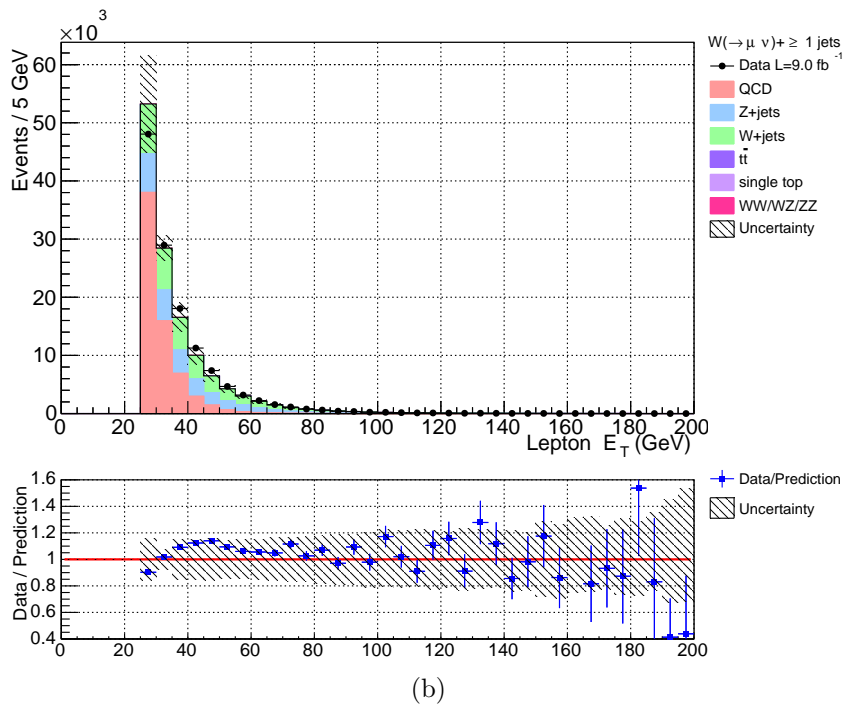 ×10³
W(→μ ν)+ ≥ 1 jets
Data L=9.0 fb⁻¹
QCD
Z+jets
W+jets
tt̄
single top
WW/WZ/ZZ
Uncertainty
Events / 5 GeV
60
50
40
30
20
10
0
0 20 40 60 80 100 120 140 160 180 200
Lepton E_T (GeV)
Data / Prediction
1.6
1.4
1.2
1
0.8
0.6
0.4
0 20 40 60 80 100 120 140 160 180 200
Data/Prediction
Uncertainty
(b)